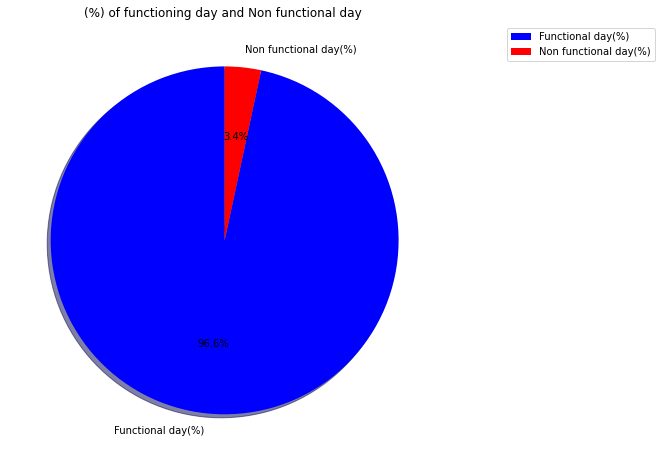 (%) of functioning day and Non functional day
Functional day(%)
Non functional day(%)
Non functional day(%)
3.4%
96.6%
Functional day(%)